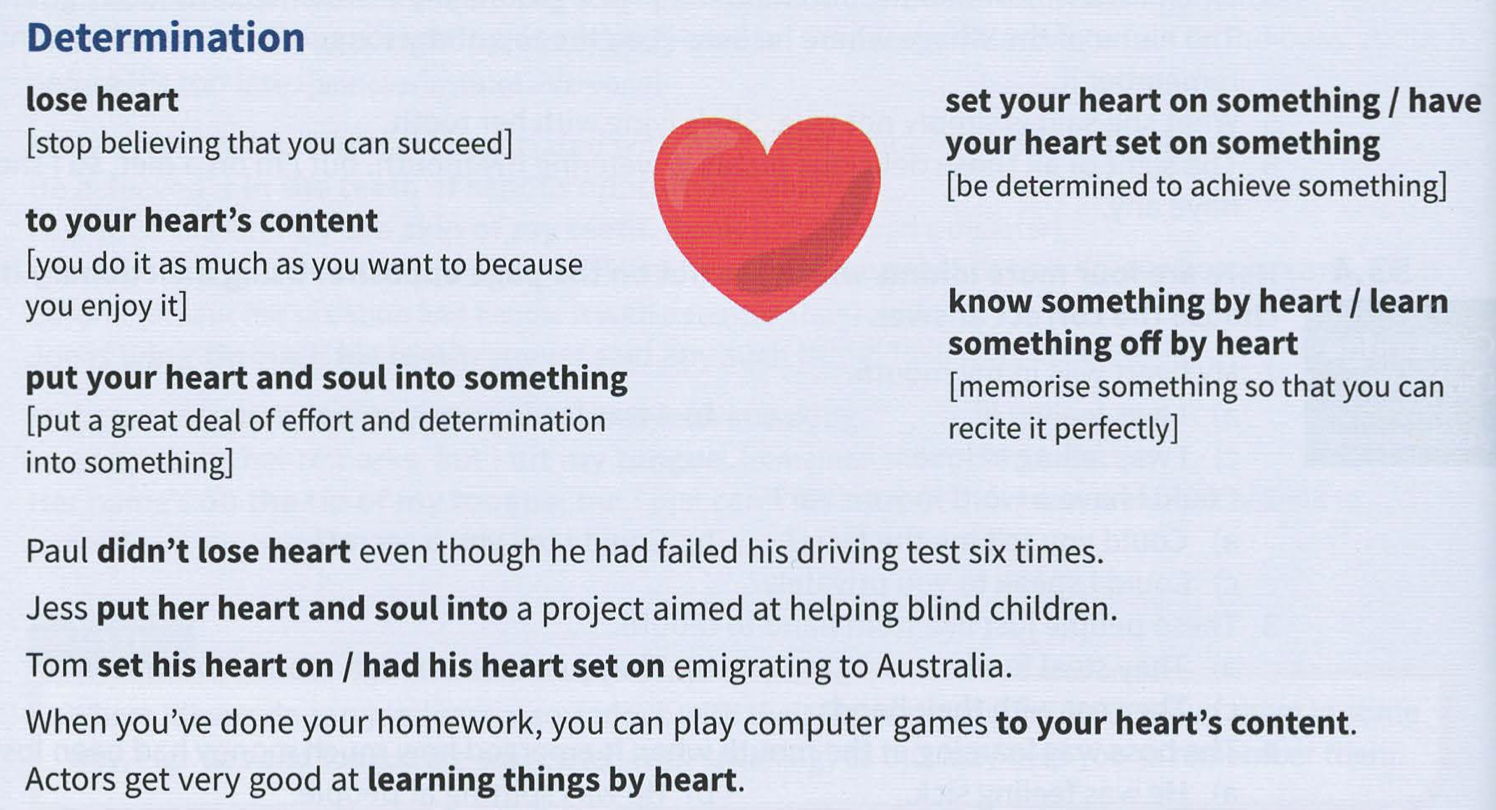 Determination
lose heart
[stop believing that you can succeed]
to your heart’s content
[you do it as much as you want to because
you enjoy it]
put your heart and soul into something
[put a great deal of effort and determination
into something]
set your heart on something / have
your heart set on something
[be determined to achieve something]
know something by heart / learn
something off by heart
[memorise something so that you can
recite it perfectly]
Paul didn’t lose heart even though he had failed his driving test six times.
Jess put her heart and soul into a project aimed at helping blind children.
Tom set his heart on / had his heart set on emigrating to Australia.
When you’ve done your homework, you can play computer games to your heart’s content.
Actors get very good at learning things by heart.